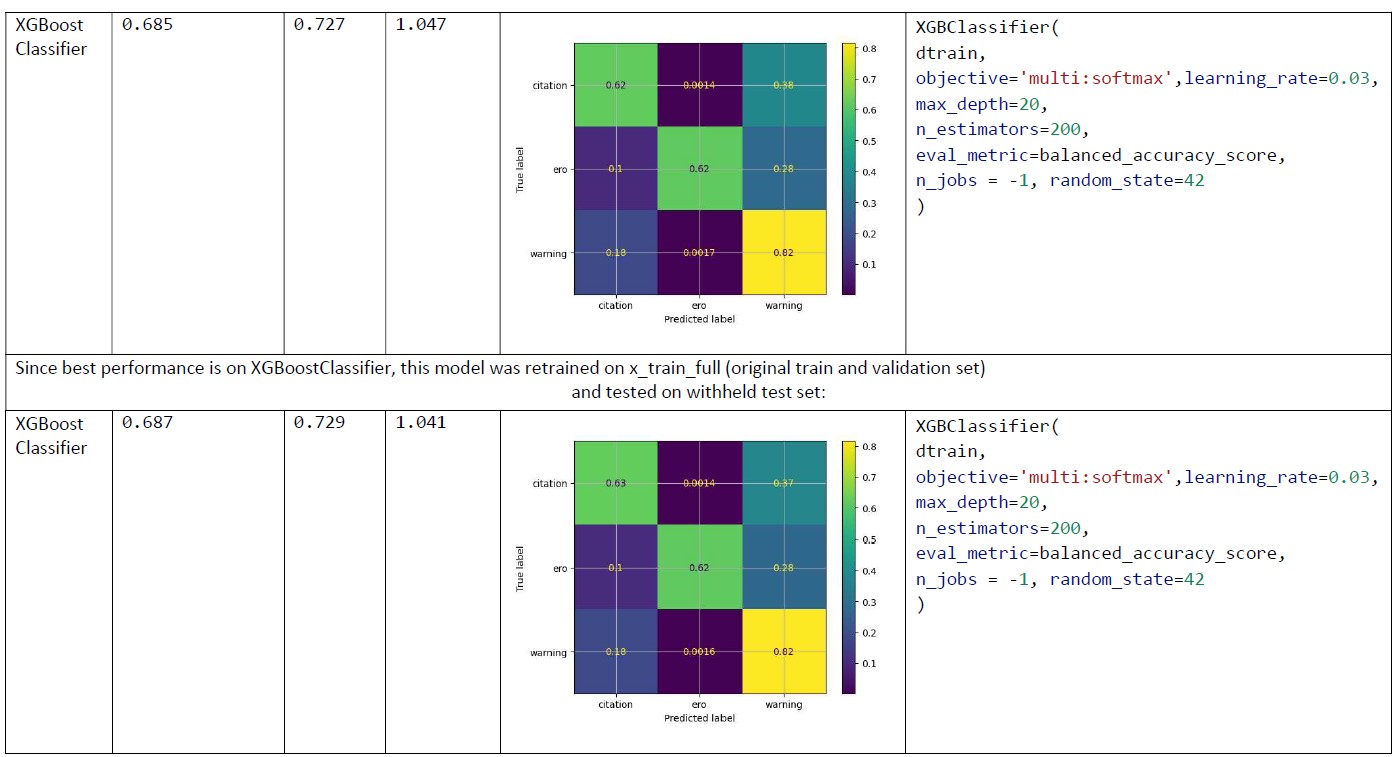 XGBoost
Classifier
0.685
0.727
1.047
citation
ero
warning
True label
0.62
0.0014
0.38
0.1
0.62
0.28
0.18
0.0017
0.82
citation
ero
warning
Predicted label
0.8
0.7
0.6
0.5
0.4
0.3
0.2
0.1
XGBClassifier(
dtrain,
objective='multi:softmax',learning_rate=0.03,
max_depth=20,
n_estimators=200,
eval_metric=balanced_accuracy_score,
n_jobs = -1, random_state=42
)
Since best performance is on XGBoostClassifier, this model was retrained on x_train_full (original train and validation set)
and tested on withheld test set:
XGBoost
Classifier
0.687
0.729
1.041
citation
ero
warning
True label
0.63
0.0014
0.37
0.1
0.62
0.28
0.18
0.0016
0.82
citation
ero
warning
Predicted label
0.8
0.7
0.6
0.5
0.4
0.3
0.2
0.1
XGBClassifier(
dtrain,
objective='multi:softmax',learning_rate=0.03,
max_depth=20,
n_estimators=200,
eval_metric=balanced_accuracy_score,
n_jobs = -1, random_state=42
)